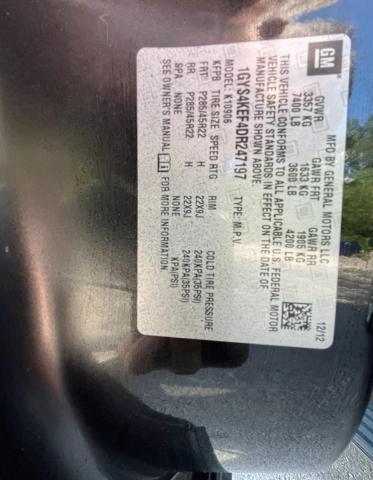 GM
MFD BY GENERAL MOTORS LLC 12/12
GVWR GAWR FRT GAWR RR
3357 KG 1633 KG 1905 KG
7400 LB 3600 LB 4200 LB
THIS VEHICLE CONFORMS TO ALL APPLICABLE U.S. FEDERAL MOTOR
VEHICLE SAFETY STANDARDS IN EFFECT ON THE DATE OF
MANUFACTURE SHOWN ABOVE.
1GYS4KEF4DR247197 TYPE: M.P.V.
MODEL: K10906
KFPB TIRE SIZE SPEED RTG RIM COLD TIRE PRESSURE
FRT P285/45R22 H 22X9J 240KPA(35PSI)
RR P285/45R22 H 22X9J 240KPA(35PSI)
SPA NONE NONE KPA(PSI)
SEE OWNER'S MANUAL FOR MORE INFORMATION.